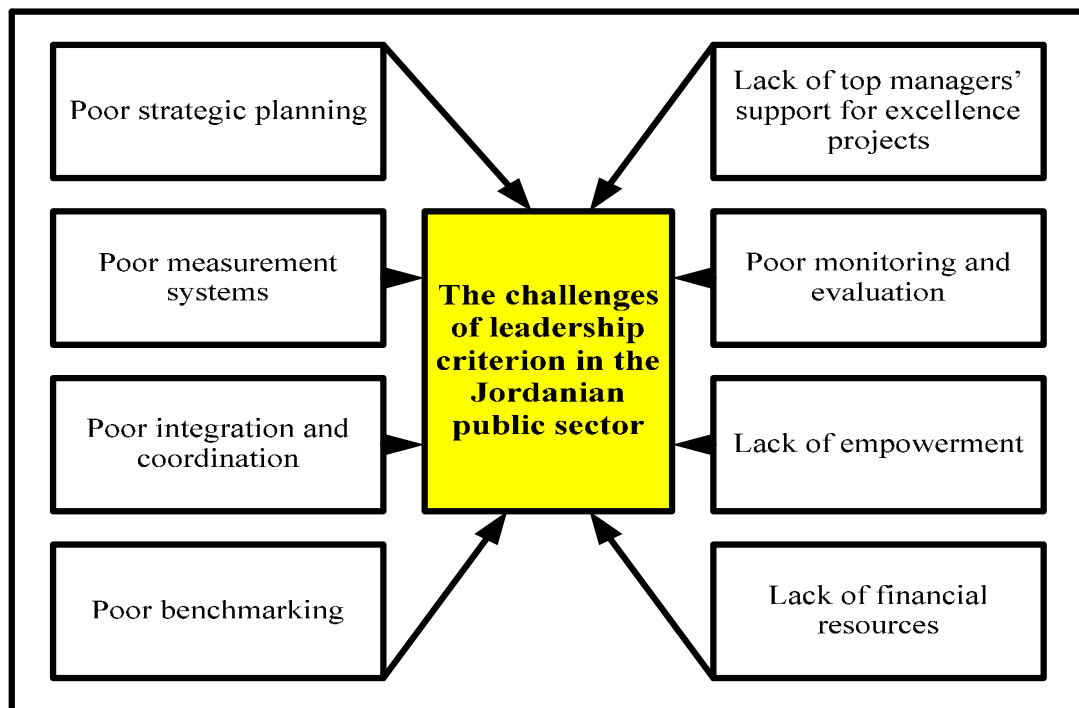 Poor strategic planning
Lack of top managers'
support for excellence
projects
Poor measurement
systems
The challenges
of leadership
criterion in the
Jordanian
public sector
Poor monitoring and
evaluation
Poor integration and
coordination
Lack of empowerment
Poor benchmarking
Lack of financial
resources